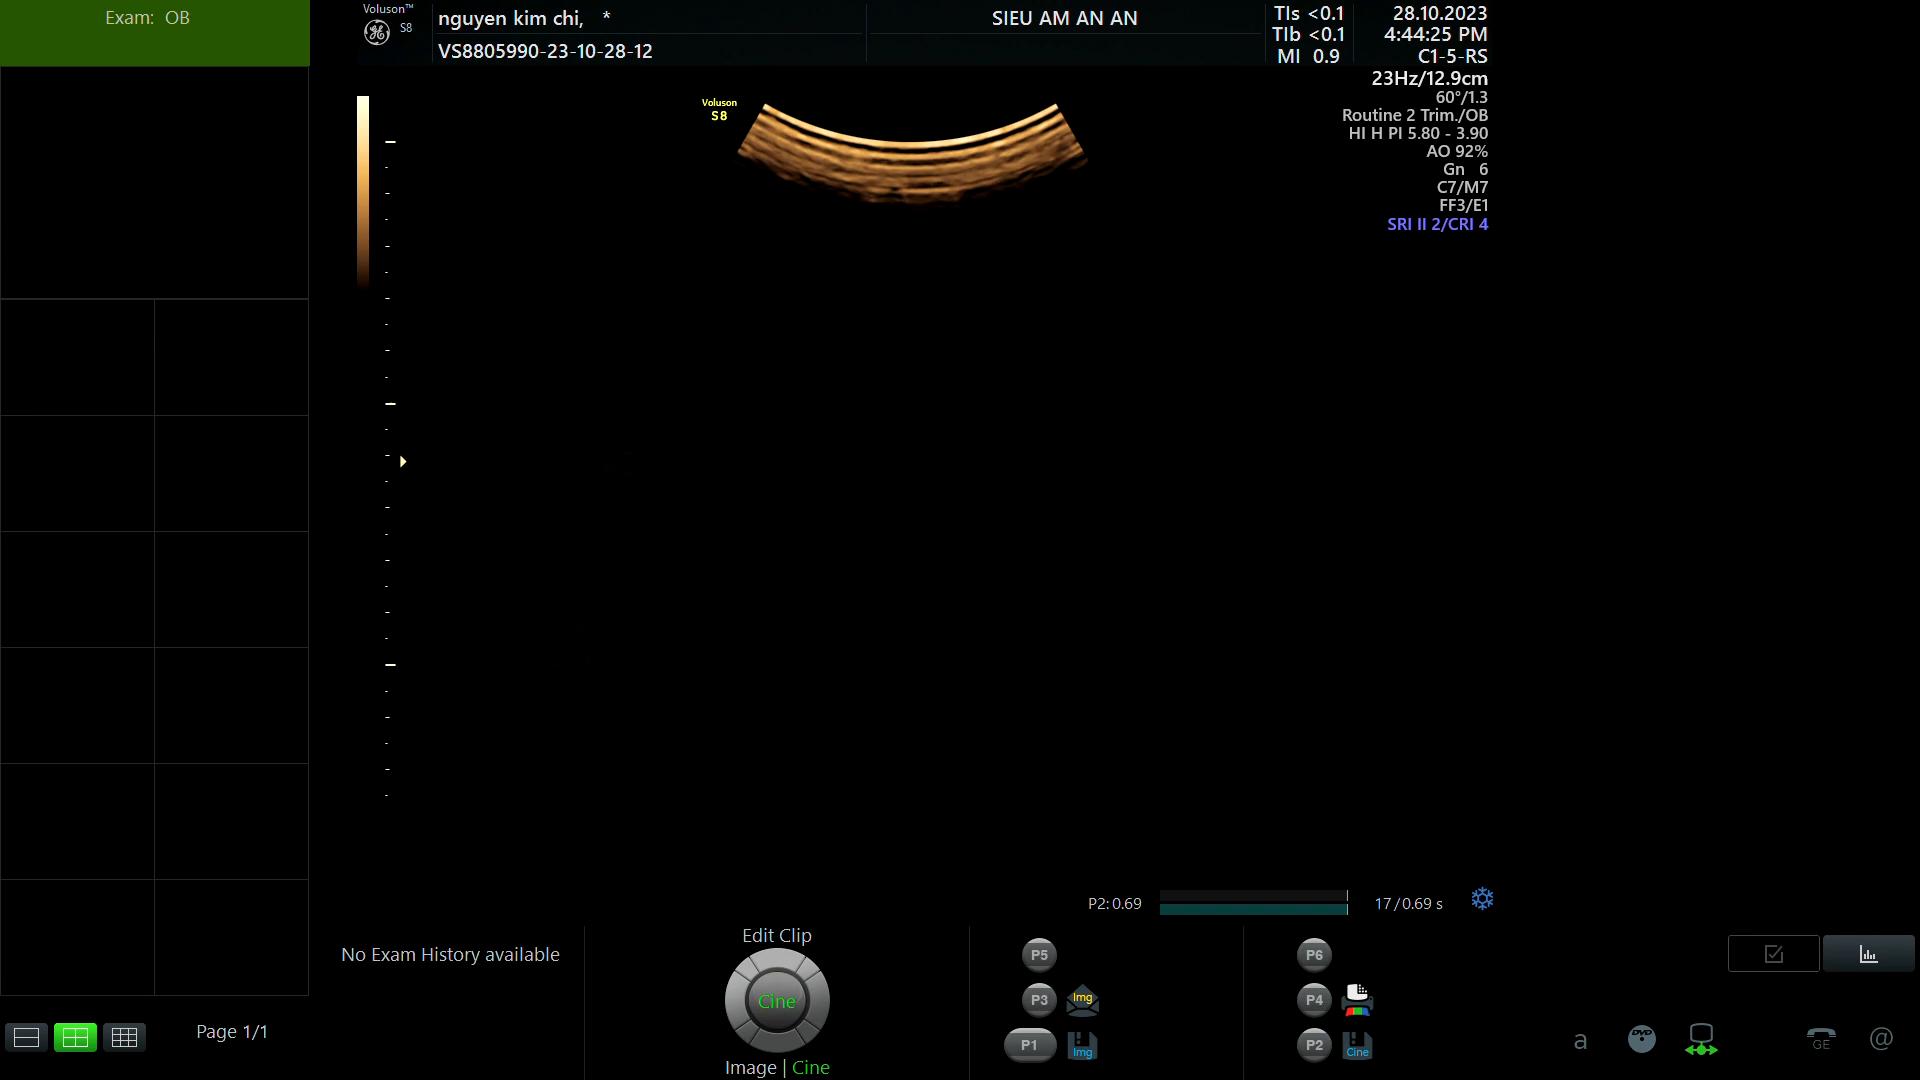 Exam: OB
Voluson™
S8
nguyen kim chi, *
VS8805990-23-10-28-12
SIEU AM AN AN
TIs <0.1
TIb <0.1
MI 0.9
28.10.2023
4:44:25 PM
C1-5-RS
23Hz/12.9cm
60°/1.3
Routine 2 Trim./OB
HI H PI 5.80 - 3.90
AO 92%
Gn 6
C7/M7
FF3/E1
SRI II 2/CRI 4
Voluson
S8
P2: 0.69
17/0.69 s
No Exam History available
Edit Clip
Cine
Image | Cine
P5
P3
Img
P1
Img
P6
P4
P2
Cine
Page 1/1
a
DVD
GE
@